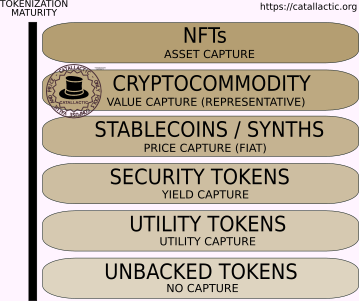 TOKENIZATION
MATURITY
https://catallactic.org
NFTs
ASSET CAPTURE
CRYPTOCOMMODITY
VALUE CAPTURE (REPRESENTATIVE)
CATALLACTIC
STABLECOINS / SYNTHS
PRICE CAPTURE (FIAT)
SECURITY TOKENS
YIELD CAPTURE
UTILITY TOKENS
UTILITY CAPTURE
UNBACKED TOKENS
NO CAPTURE